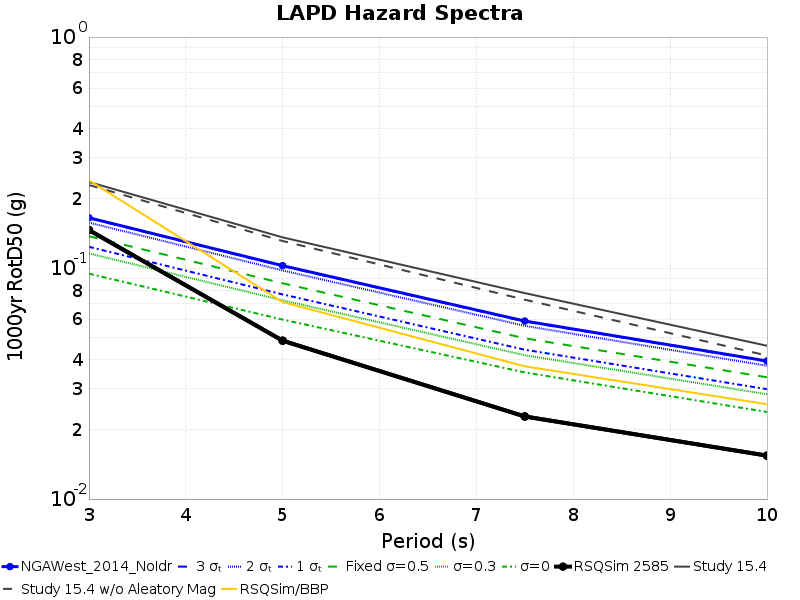 LAPD Hazard Spectra
1000yr RotD50 (g)
10⁰
8
6
4
3
2
10⁻¹
8
6
4
3
2
10⁻²
3 4 5 6 7 8 9 10
Period (s)
NGAWest_2014_NoIdr 3 σₜ 2 σₜ 1 σₜ Fixed σ=0.5 σ=0.3 σ=0 RSQSim 2585 Study 15.4
Study 15.4 w/o Aleatory Mag RSQSim/BBP